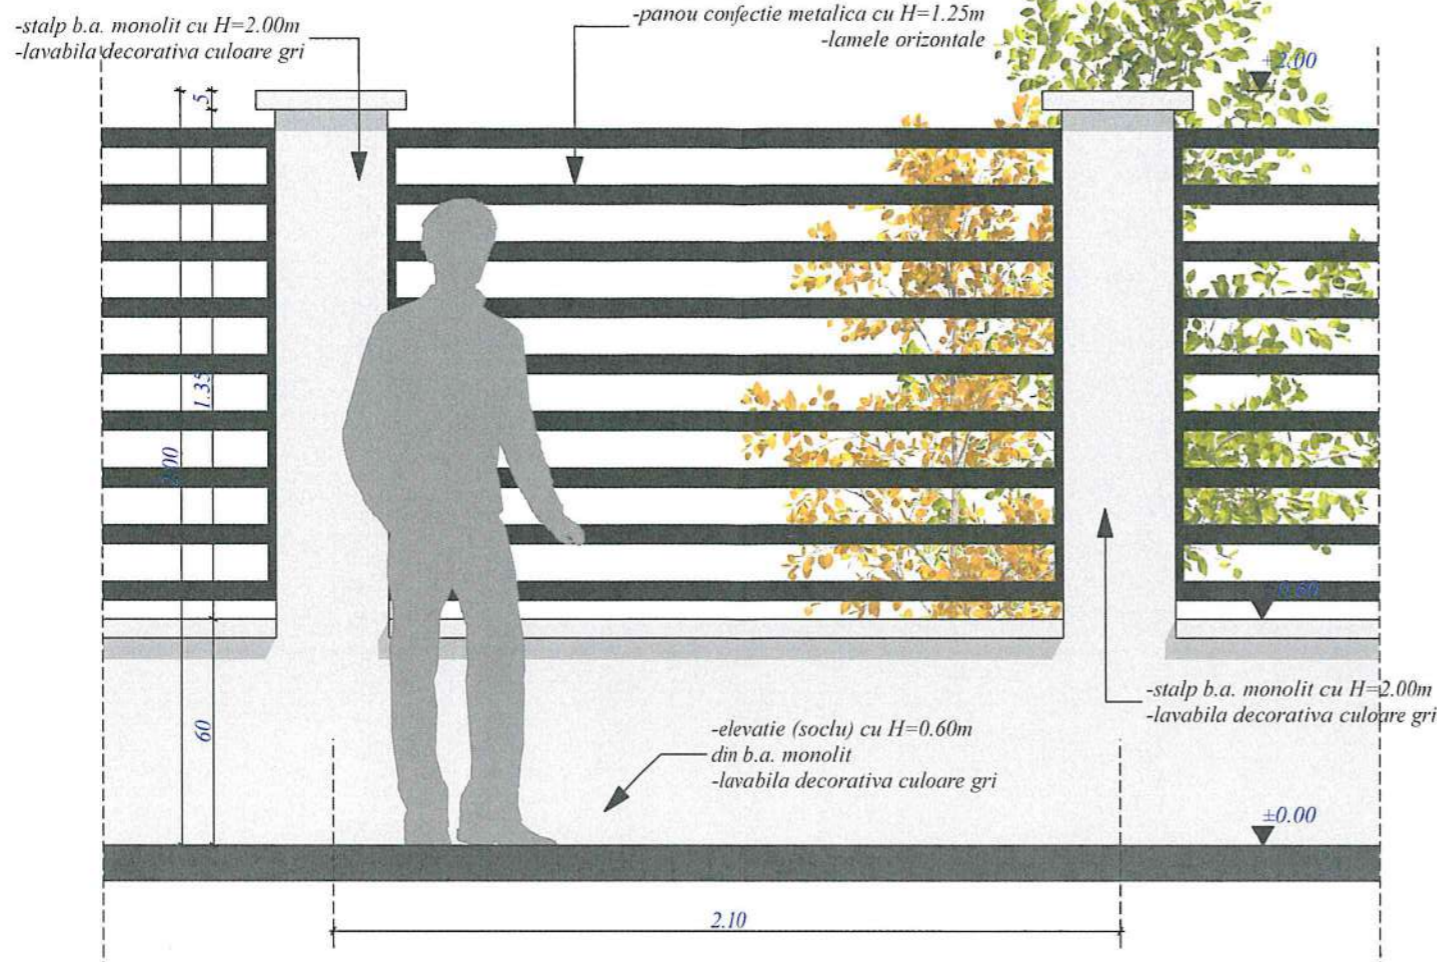 -stalp b.a. monolit cu H=2.00m
-lavabila decorativa culoare gri
-panou confectie metalica cu H=1.25m
-lamele orizontale
+2.00
5
1.35
2.00
+0.60
60
-stalp b.a. monolit cu H=2.00m
-lavabila decorativa culoare gri
-elevatie (soclu) cu H=0.60m
din b.a. monolit
-lavabila decorativa culoare gri
±0.00
2.10